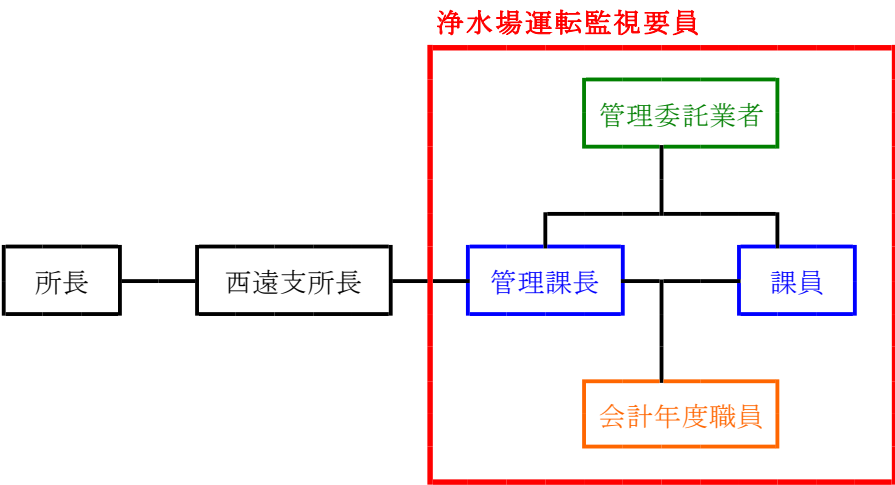 浄水場運転監視要員
管理委託業者
所長
西遠支所長
管理課長
課員
会計年度職員